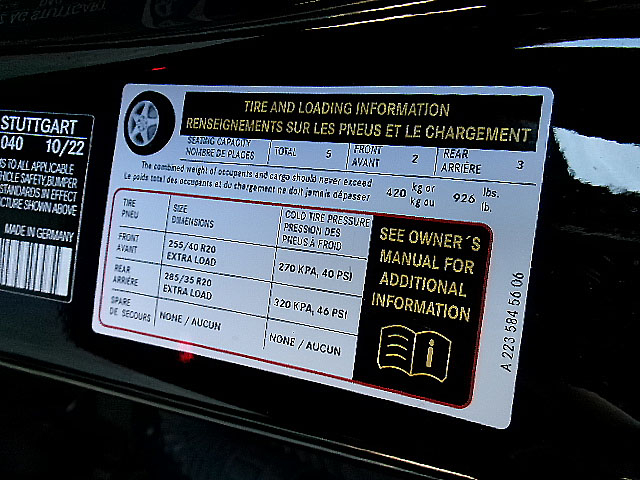 STUTTGART
040 10/22
S TO ALL APPLICABLE
HICLE SAFETY, BUMPER
STANDARDS IN EFFECT
CTURE SHOWN ABOVE
MADE IN GERMANY
TIRE AND LOADING INFORMATION
RENSEIGNEMENTS SUR LES PNEUS ET LE CHARGEMENT
SEATING CAPACITY
NOMBRE DE PLACES
TOTAL 5
FRONT
AVANT 2
REAR
ARRIÈRE 3
The combined weight of occupants and cargo should never exceed
Le poids total des occupants et du chargement ne doit jamais dépasser
420 kg or
kg ou
926 lbs.
lb.
TIRE
PNEU
SIZE
DIMENSIONS
COLD TIRE PRESSURE
PRESSION DES
PNEUS À FROID
FRONT
AVANT
255/40 R20
EXTRA LOAD
270 KPA, 40 PSI
REAR
ARRIÈRE
285/35 R20
EXTRA LOAD
320 KPA, 46 PSI
SPARE
DE SECOURS
NONE / AUCUN
NONE / AUCUN
SEE OWNER´S
MANUAL FOR
ADDITIONAL
INFORMATION
A 223 584 56 06